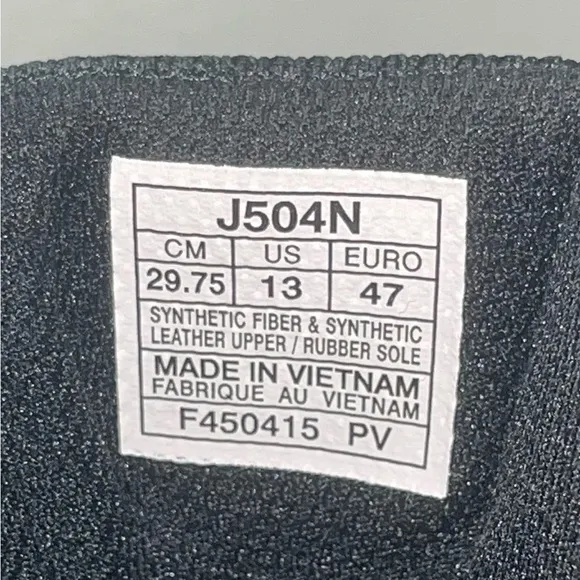 J504N
CM US EURO
29.75 13 47
SYNTHETIC FIBER & SYNTHETIC
LEATHER UPPER / RUBBER SOLE
MADE IN VIETNAM
FABRIQUE AU VIETNAM
F450415 PV